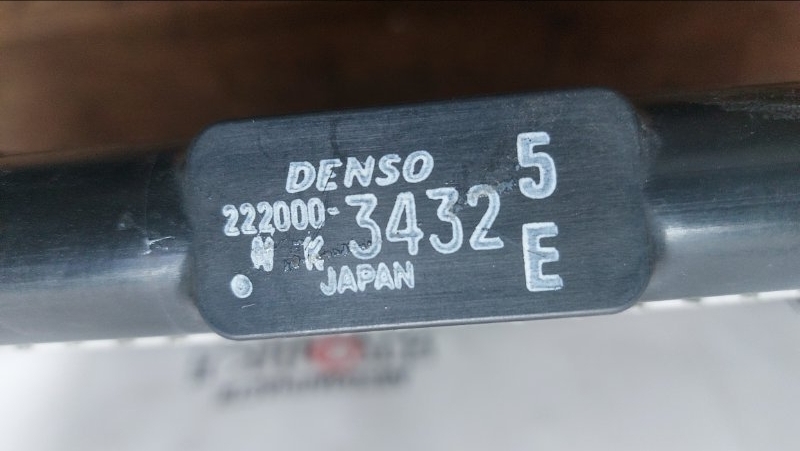 DENSO
222000-3432
5
N K
JAPAN
E